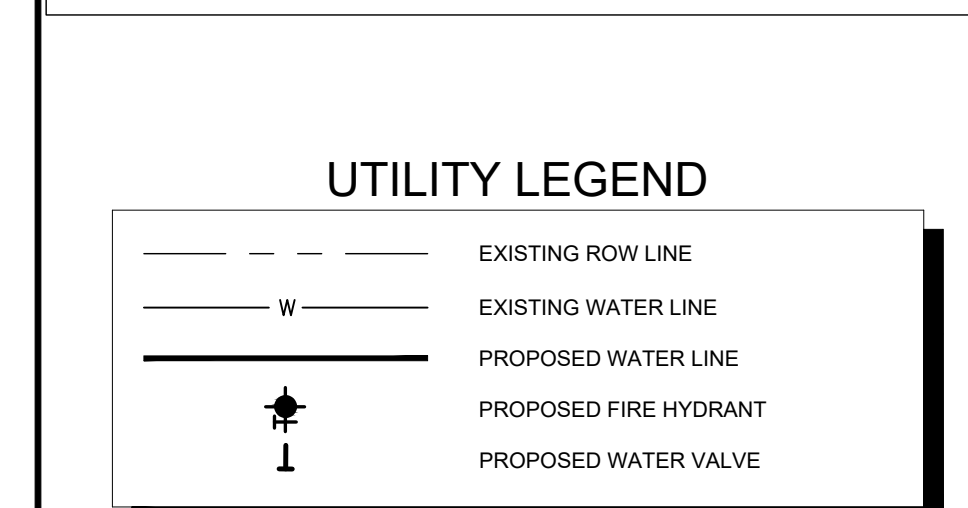 UTILITY LEGEND
EXISTING ROW LINE
W EXISTING WATER LINE
PROPOSED WATER LINE
PROPOSED FIRE HYDRANT
PROPOSED WATER VALVE